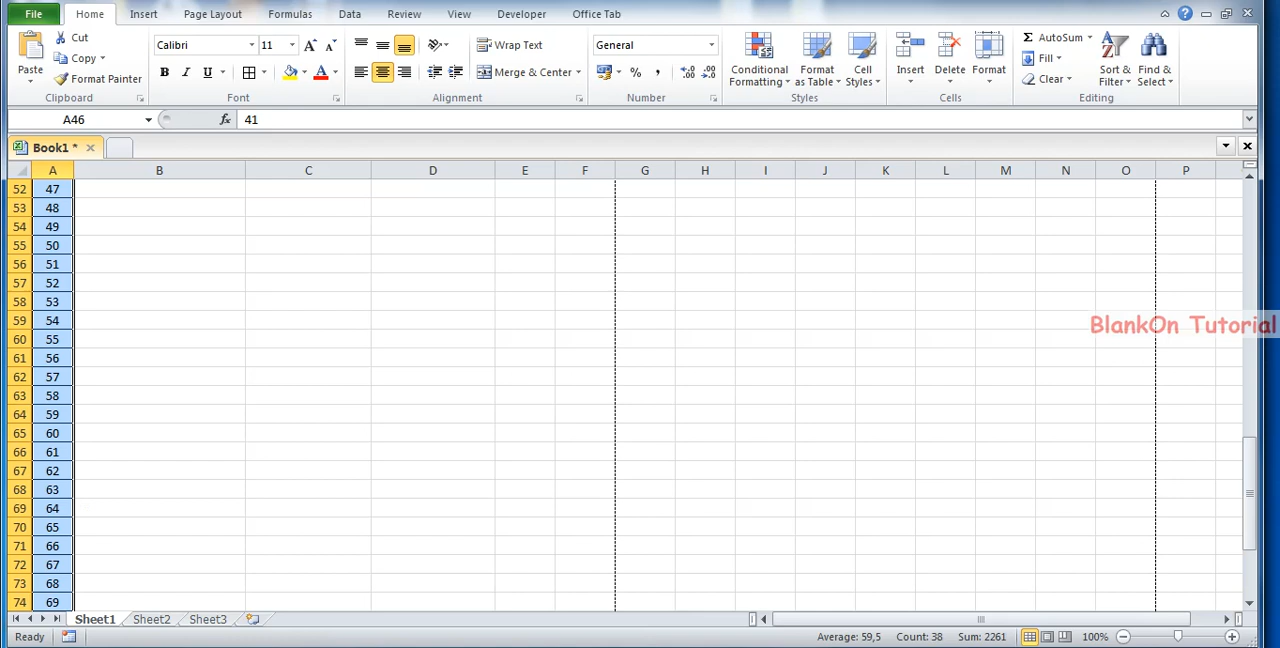 File Home Insert Page Layout Formulas Data Review View Developer Office Tab
Paste Cut Calibri 11 Wrap Text General Conditional Formatting Format as Table Cell Styles Insert Delete Format Σ AutoSum Sort & Filter Find & Select
Copy Fill
Format Painter B I U A Merge & Center % , Clear
Clipboard Font Alignment Number Styles Cells Editing
A46 fx 41
Book1 *
A B C D E F G H I J K L M N O P
52 47
53 48
54 49
55 50
56 51
57 52
58 53
59 54
BlankOn Tutorial
60 55
61 56
62 57
63 58
64 59
65 60
66 61
67 62
68 63
69 64
70 65
71 66
72 67
73 68
74 69
Sheet1 Sheet2 Sheet3
Ready Average: 59,5 Count: 38 Sum: 2261 100%